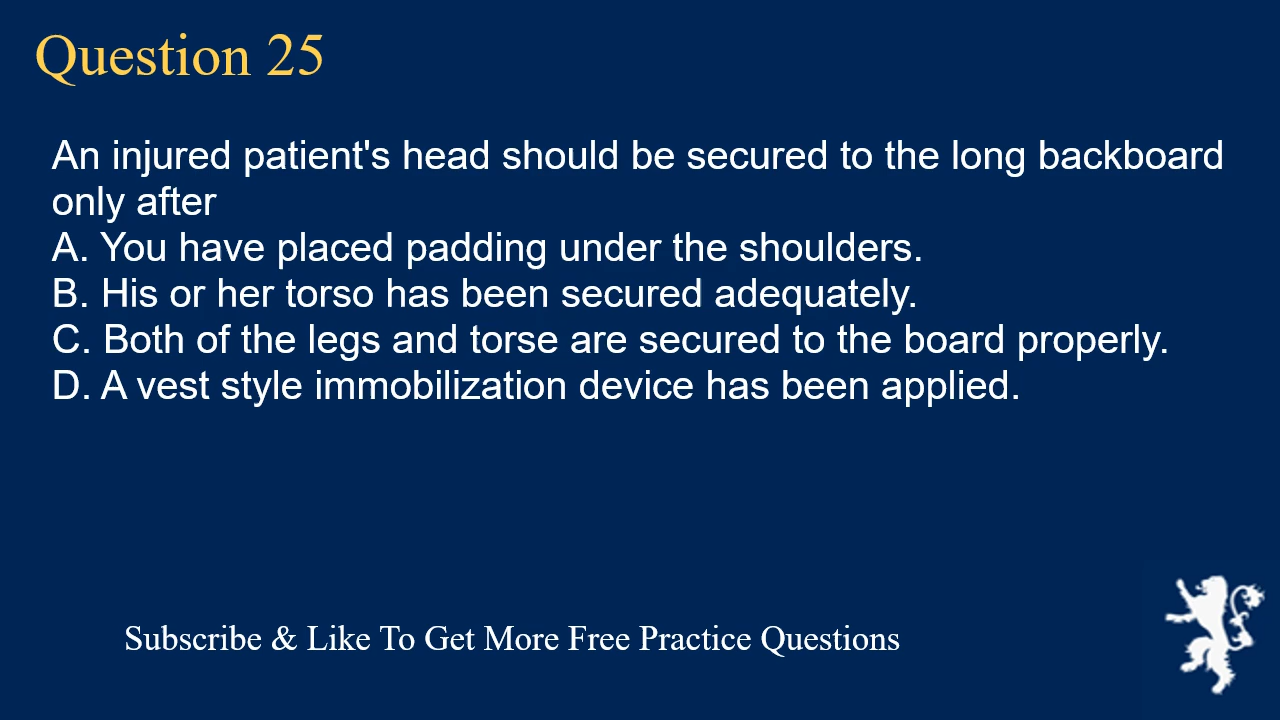 Question 25
An injured patient's head should be secured to the long backboard
only after
A. You have placed padding under the shoulders.
B. His or her torso has been secured adequately.
C. Both of the legs and torse are secured to the board properly.
D. A vest style immobilization device has been applied.
Subscribe & Like To Get More Free Practice Questions